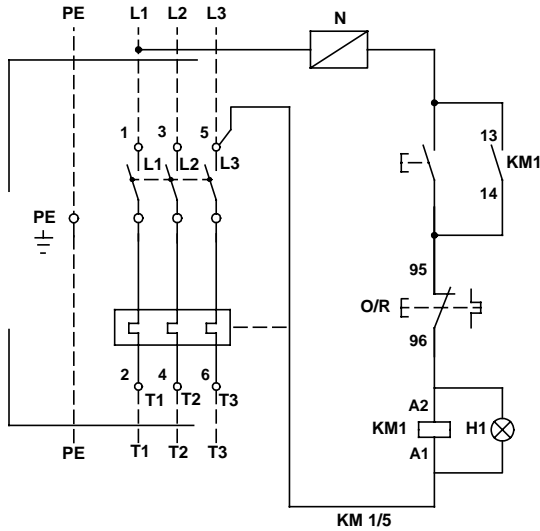 PE L1 L2 L3
N
1 3 5
L1 L2 L3
13
KM1
14
PE
95
O/R
96
2 4 6
T1 T2 T3
A2
KM1 H1
A1
PE T1 T2 T3
KM 1/5